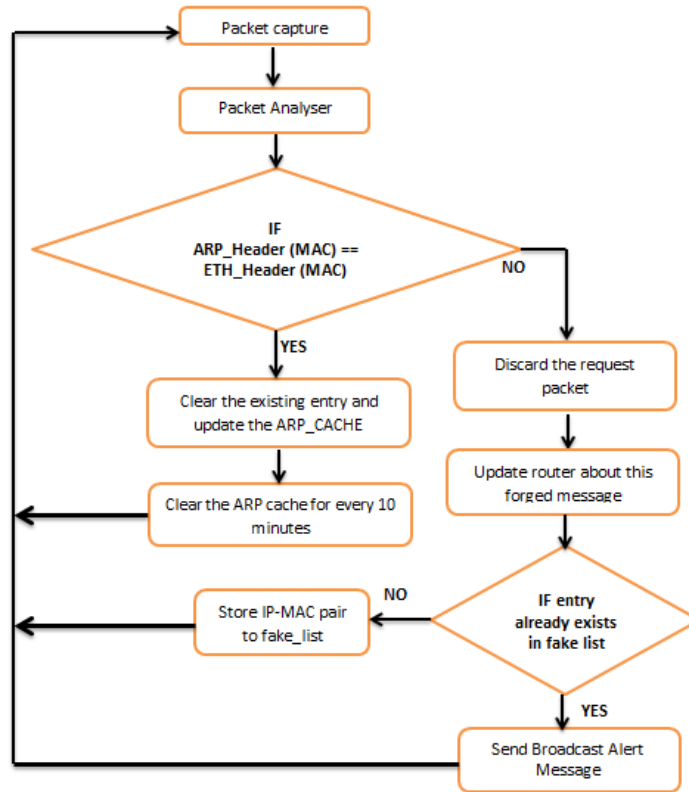 Packet capture
Packet Analyser
IF
ARP_Header (MAC) ==
ETH_Header (MAC)
NO
YES
Discard the request
packet
Clear the existing entry and
update the ARP_CACHE
Update router about this
forged message
Clear the ARP cache for every 10
minutes
NO
Store IP-MAC pair
to fake_list
IF entry
already exists
in fake list
YES
Send Broadcast Alert
Message